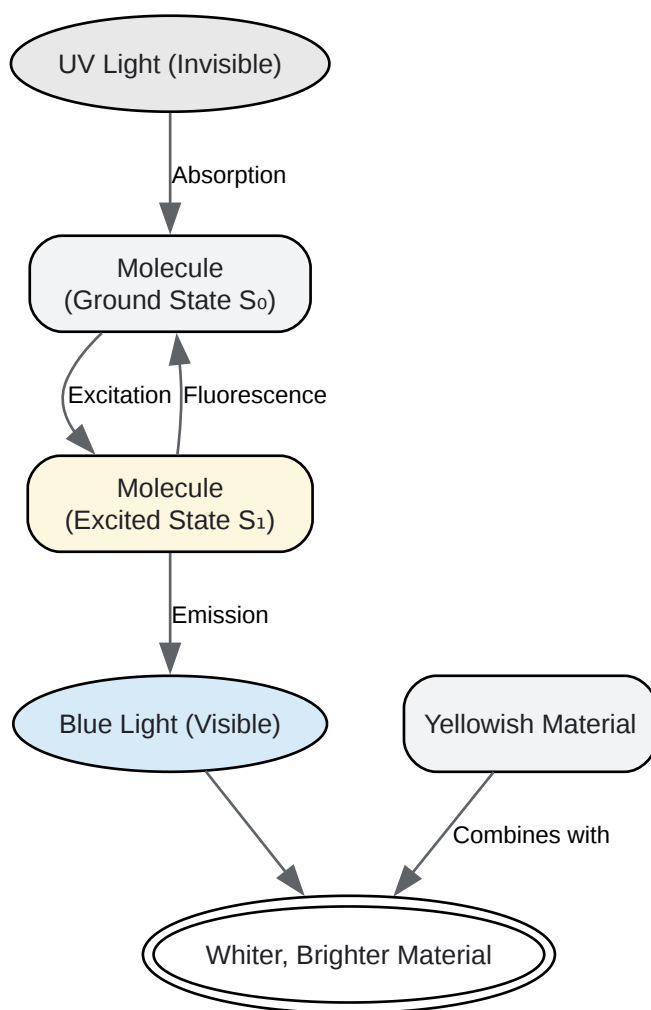 UV Light (Invisible)
Absorption
Molecule
(Ground State S₀)
Excitation
Fluorescence
Molecule
(Excited State S₁)
Emission
Blue Light (Visible)
Yellowish Material
Combines with
Whiter, Brighter Material